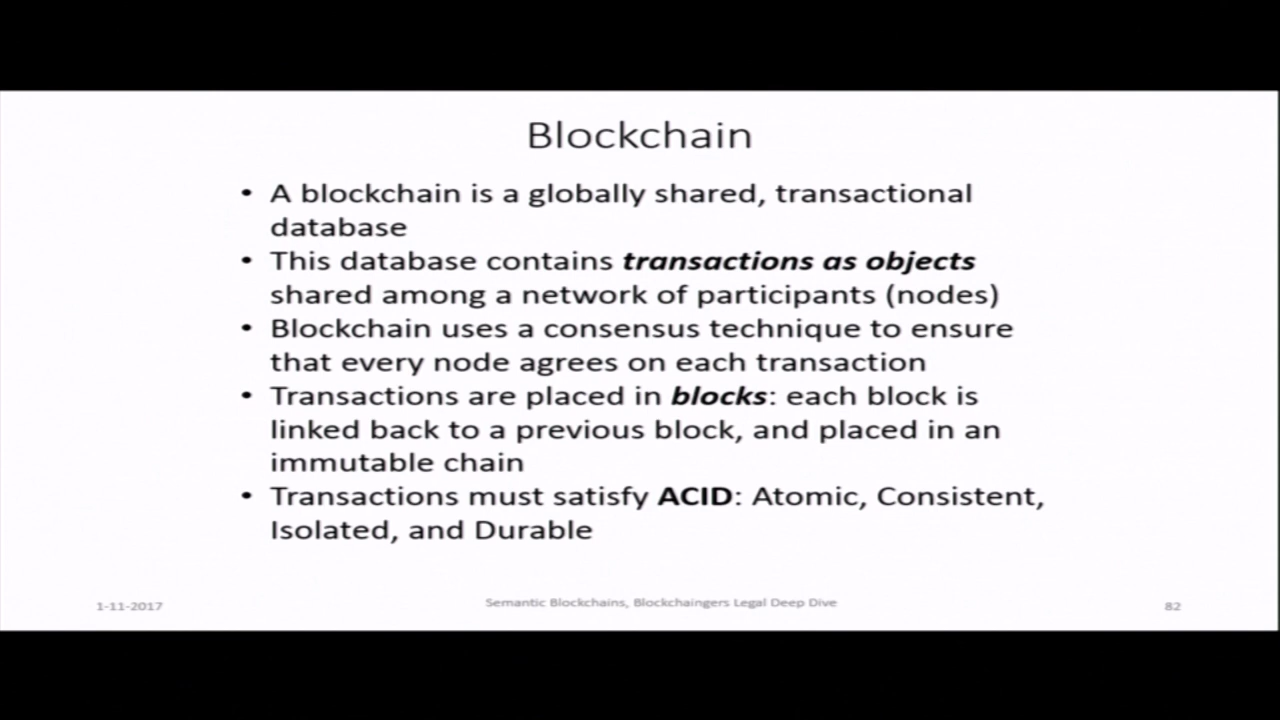 Blockchain
• A blockchain is a globally shared, transactional
database
• This database contains transactions as objects
shared among a network of participants (nodes)
• Blockchain uses a consensus technique to ensure
that every node agrees on each transaction
• Transactions are placed in blocks: each block is
linked back to a previous block, and placed in an
immutable chain
• Transactions must satisfy ACID: Atomic, Consistent,
Isolated, and Durable
1-11-2017
Semantic Blockchains, Blockchaingers Legal Deep Dive
82